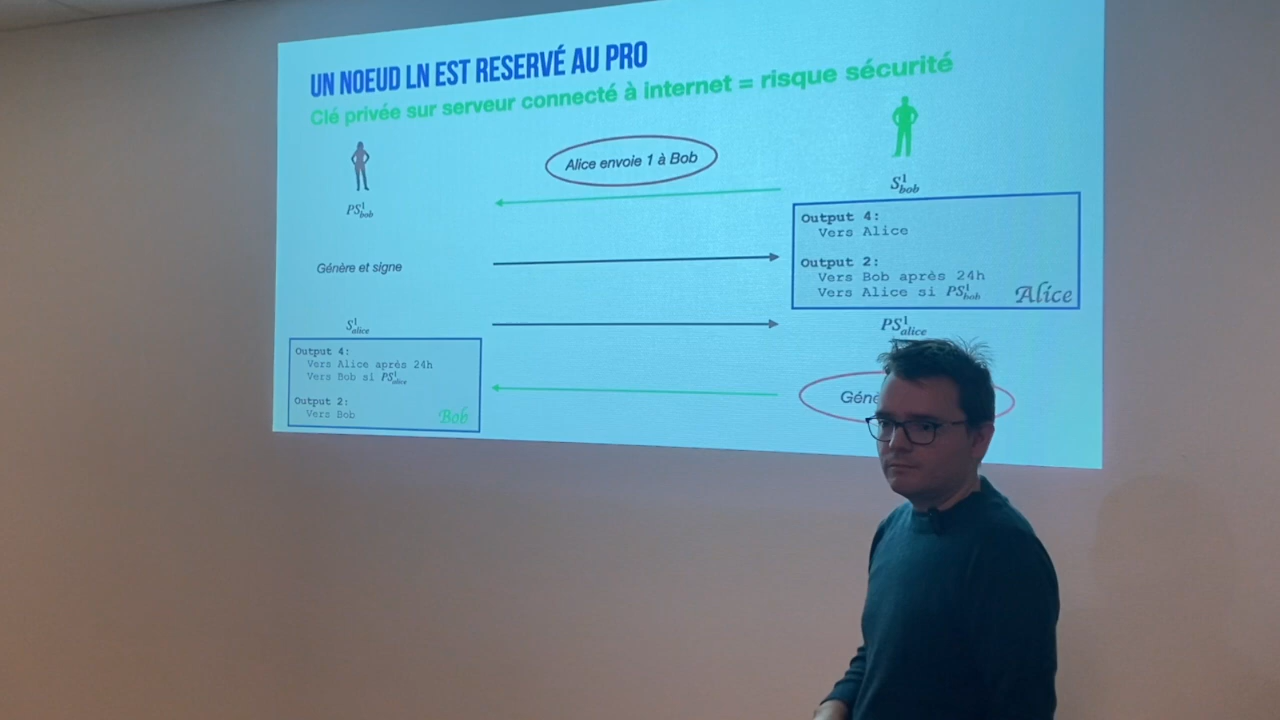 UN NOEUD LN EST RESERVÉ AU PRO
Clé privée sur serveur connecté à internet = risque sécurité
Alice envoie 1 à Bob
PS¹bob
S¹bob
Output 4:
Vers Alice
Output 2:
Vers Bob après 24h
Vers Alice si PS¹bob
Alice
Génère et signe
S¹alice
PS¹alice
Output 4:
Vers Alice après 24h
Vers Bob si PS¹alice
Output 2:
Vers Bob
Bob